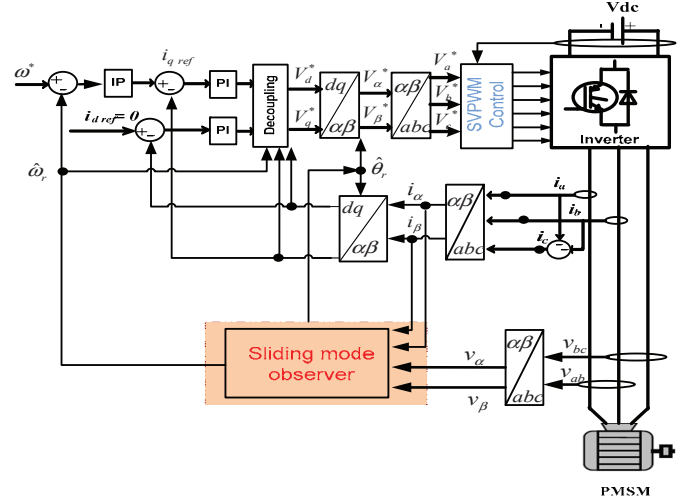 Vdc
ω*
IP
i_q ref
PI
Decoupling
V_d^*
V_q^*
dq
αβ
V_α^*
V_β^*
αβ
abc
V_a^*
V_b^*
V_c^*
SVPWM
Control
Inverter
i_d ref = 0
PI
ω̂_r
θ̂_r
dq
αβ
i_α
i_β
αβ
abc
i_a
i_b
i_c
Sliding mode
observer
v_α
v_β
αβ
abc
v_bc
v_ab
PMSM